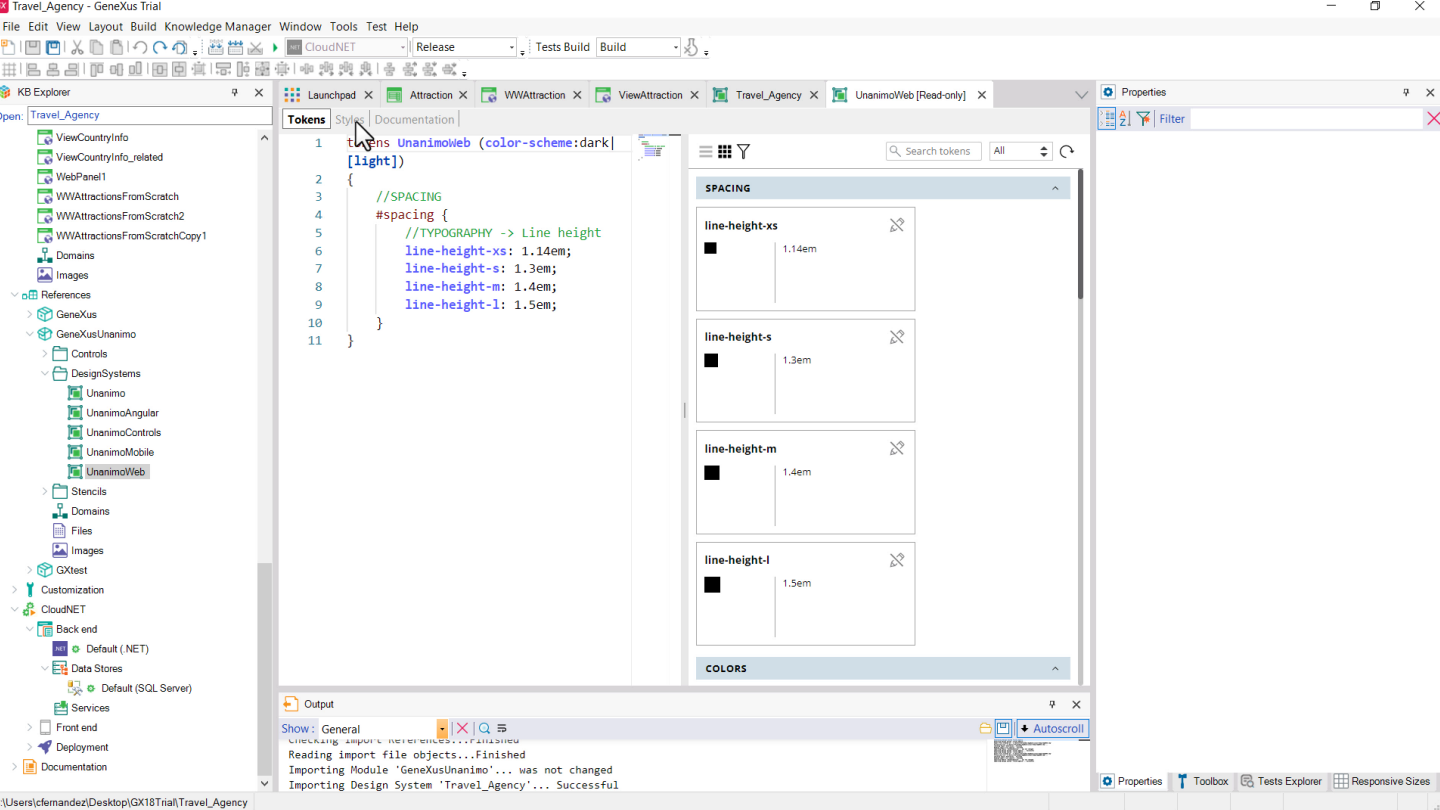 Travel_Agency - GeneXus Trial
File Edit View Layout Build Knowledge Manager Window Tools Test Help
CloudNET Release Tests Build Build
KB Explorer
Open: Travel_Agency
ViewCountryInfo
ViewCountryInfo_related
WebPanel1
WWAttractionsFromScratch
WWAttractionsFromScratch2
WWAttractionsFromScratchCopy1
Domains
Images
References
GeneXus
GeneXusUnanimo
Controls
DesignSystems
Unanimo
UnanimoAngular
UnanimoControls
UnanimoMobile
UnanimoWeb
Stencils
Domains
Files
Images
GXtest
Customization
CloudNET
Back end
.NET Default (.NET)
Data Stores
Default (SQL Server)
Services
Front end
Deployment
Documentation
Launchpad Attraction WWAttraction ViewAttraction Travel_Agency UnanimoWeb [Read-only]
Tokens Styles Documentation
1 tokens UnanimoWeb (color-scheme:dark|
[light])
2 {
3 //SPACING
4 #spacing {
5 //TYPOGRAPHY -> Line height
6 line-height-xs: 1.14em;
7 line-height-s: 1.3em;
8 line-height-m: 1.4em;
9 line-height-l: 1.5em;
10 }
11 }
Search tokens All
SPACING
line-height-xs
1.14em
line-height-s
1.3em
line-height-m
1.4em
line-height-l
1.5em
COLORS
Properties
Filter
Output
Show: General Autoscroll
Checking import References...Finished
Reading import file objects...Finished
Importing Module 'GeneXusUnanimo'... was not changed
Importing Design System 'Travel_Agency'... Successful
Properties Toolbox Tests Explorer Responsive Sizes
:\Users\cfernandez\Desktop\GX18Trial\Travel_Agency